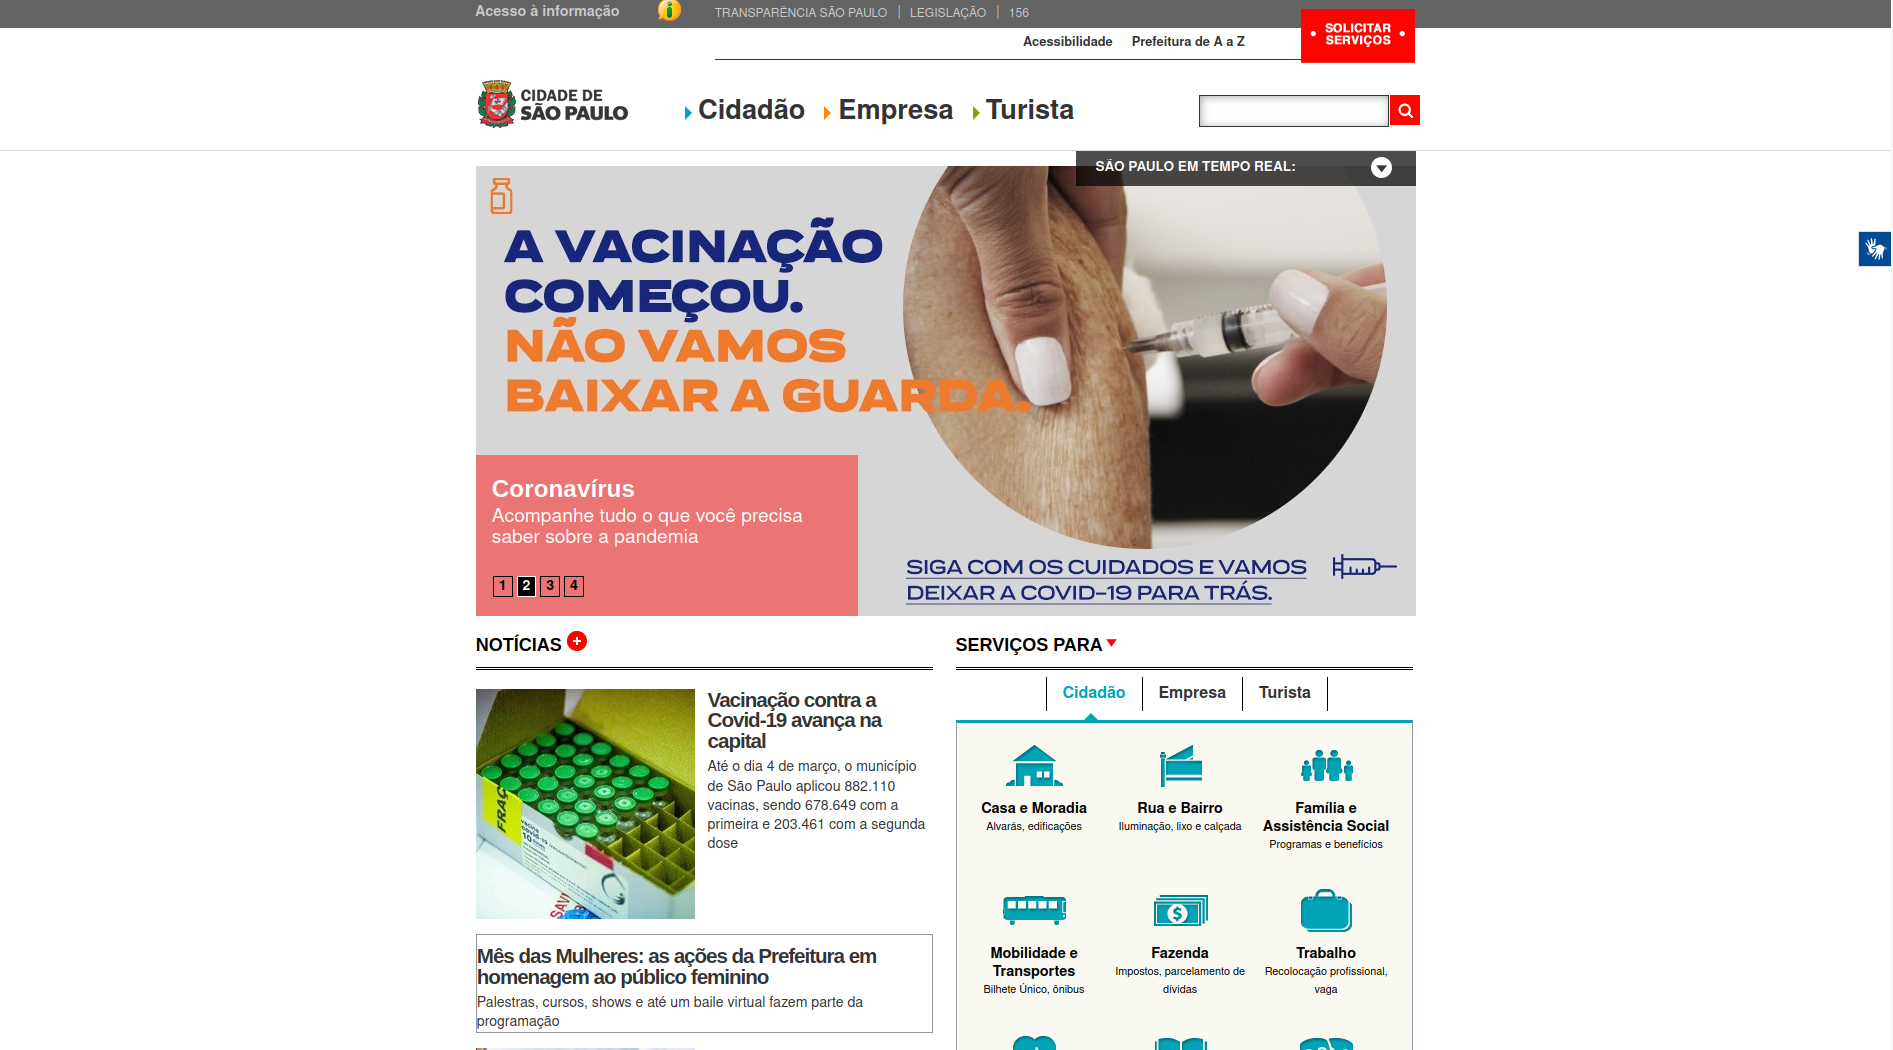 Acesso à informação
TRANSPARÊNCIA SÃO PAULO
LEGISLAÇÃO
156
Acessibilidade
Prefeitura de A a Z
SOLICITAR
SERVIÇOS
CIDADE DE
SÃO PAULO
Cidadão
Empresa
Turista
SÃO PAULO EM TEMPO REAL:
A VACINAÇÃO
COMEÇOU.
NÃO VAMOS
BAIXAR A GUARDA.
Coronavírus
Acompanhe tudo o que você precisa
saber sobre a pandemia
1 2 3 4
SIGA COM OS CUIDADOS E VAMOS
DEIXAR A COVID-19 PARA TRÁS.
NOTÍCIAS
Vacinação contra a
Covid-19 avança na
capital
Até o dia 4 de março, o município
de São Paulo aplicou 882.110
vacinas, sendo 678.649 com a
primeira e 203.461 com a segunda
dose
Mês das Mulheres: as ações da Prefeitura em
homenagem ao público feminino
Palestras, cursos, shows e até um baile virtual fazem parte da
programação
SERVIÇOS PARA
Cidadão
Empresa
Turista
Casa e Moradia
Alvarás, edificações
Rua e Bairro
Iluminação, lixo e calçada
Família e
Assistência Social
Programas e benefícios
Mobilidade e
Transportes
Bilhete Único, ônibus
Fazenda
Impostos, parcelamento de
dívidas
Trabalho
Recolocação profissional,
vaga